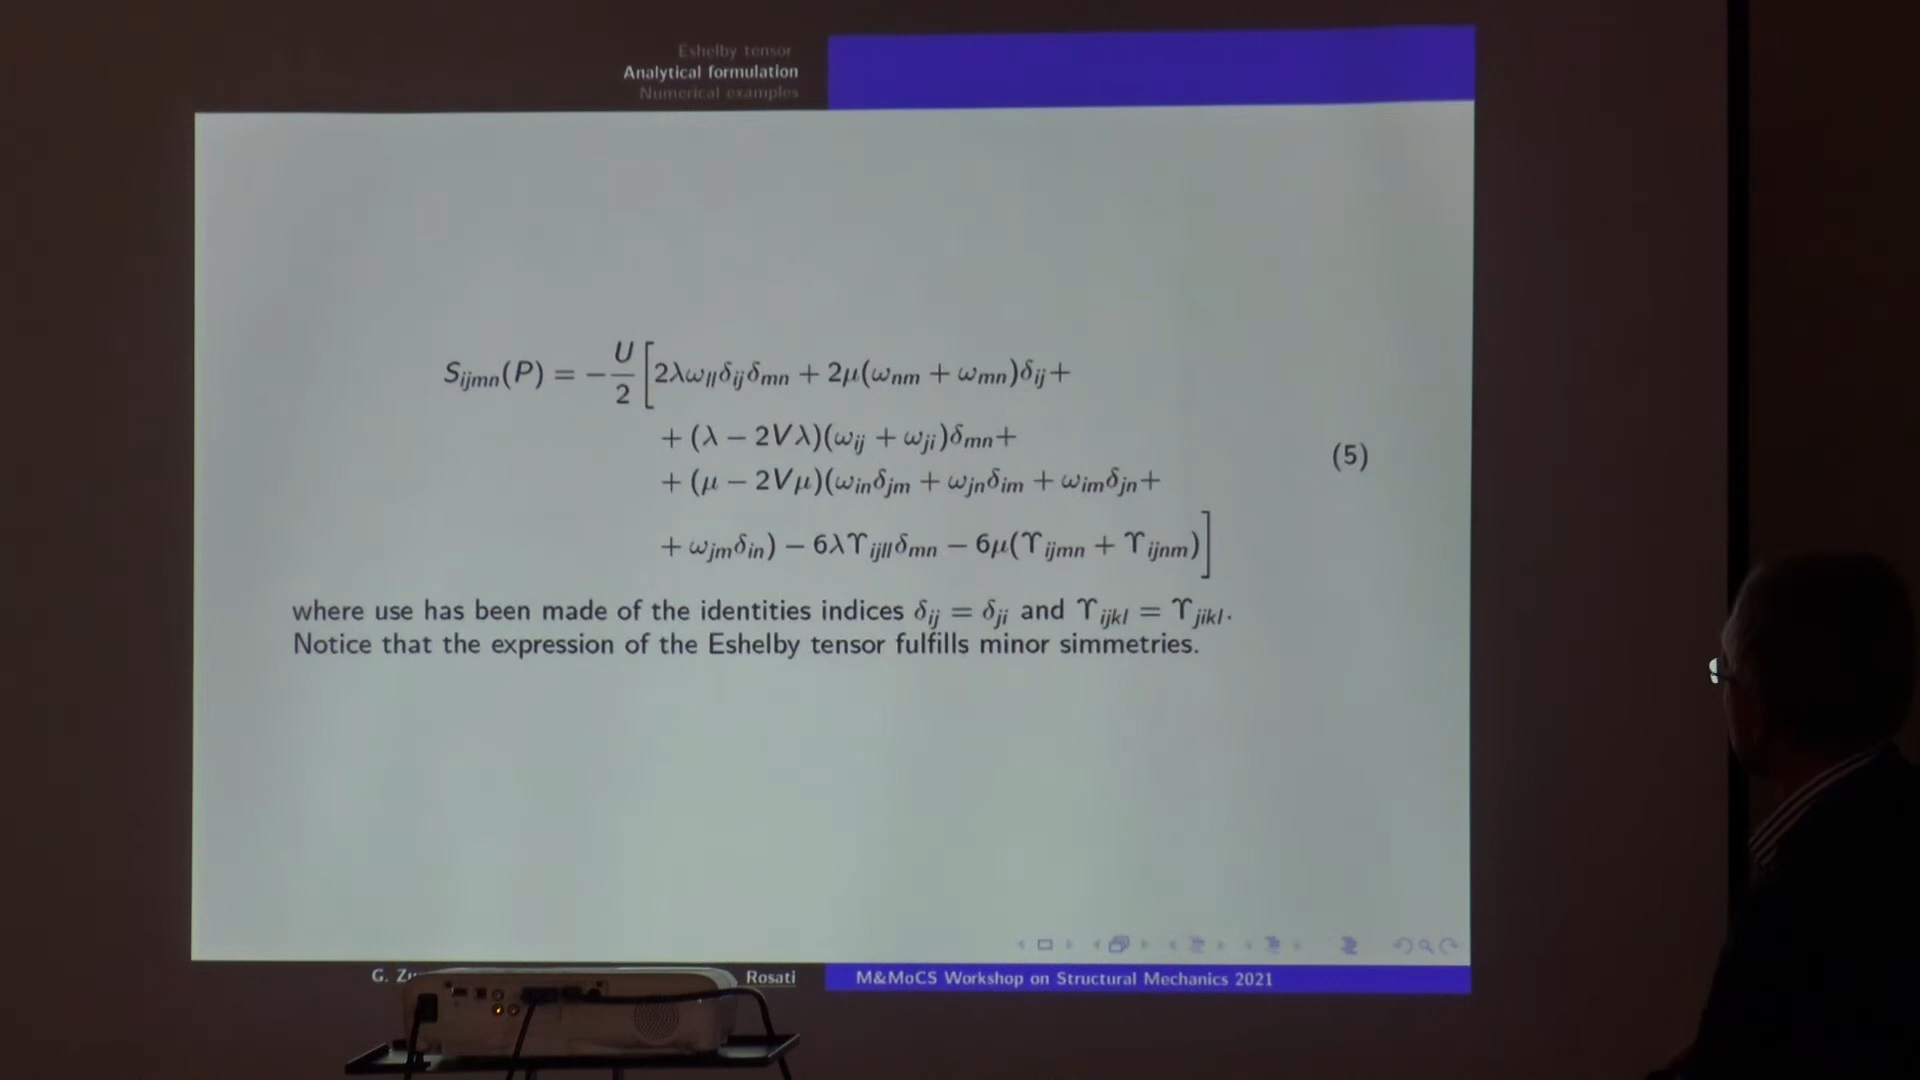 Eshelby tensor
Analytical formulation
Numerical examples
S_{ijmn}(P) = −\frac{U}{2} [2λω_{ll}δ_{ij}δ_{mn} + 2μ(ω_{nm} + ω_{mn})δ_{ij}+
+ (λ − 2Vλ)(ω_{ij} + ω_{ji})δ_{mn}+
+ (μ − 2Vμ)(ω_{in}δ_{jm} + ω_{jn}δ_{im} + ω_{im}δ_{jn}+
+ ω_{jm}δ_{in}) − 6λϒ_{ijll}δ_{mn} − 6μ(ϒ_{ijmn} + ϒ_{ijnm})]
(5)
where use has been made of the identities indices δ_{ij} = δ_{ji} and ϒ_{ijkl} = ϒ_{jikl}.
Notice that the expression of the Eshelby tensor fulfills minor simmetries.
G. Rosati
M&MoCS Workshop on Structural Mechanics 2021